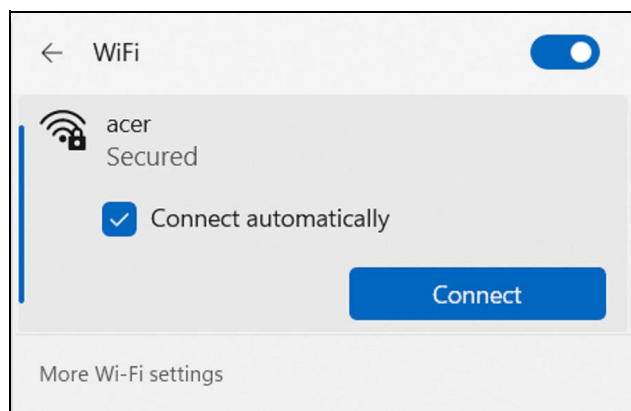 WiFi
acer
Secured
Connect automatically
Connect
More Wi-Fi settings